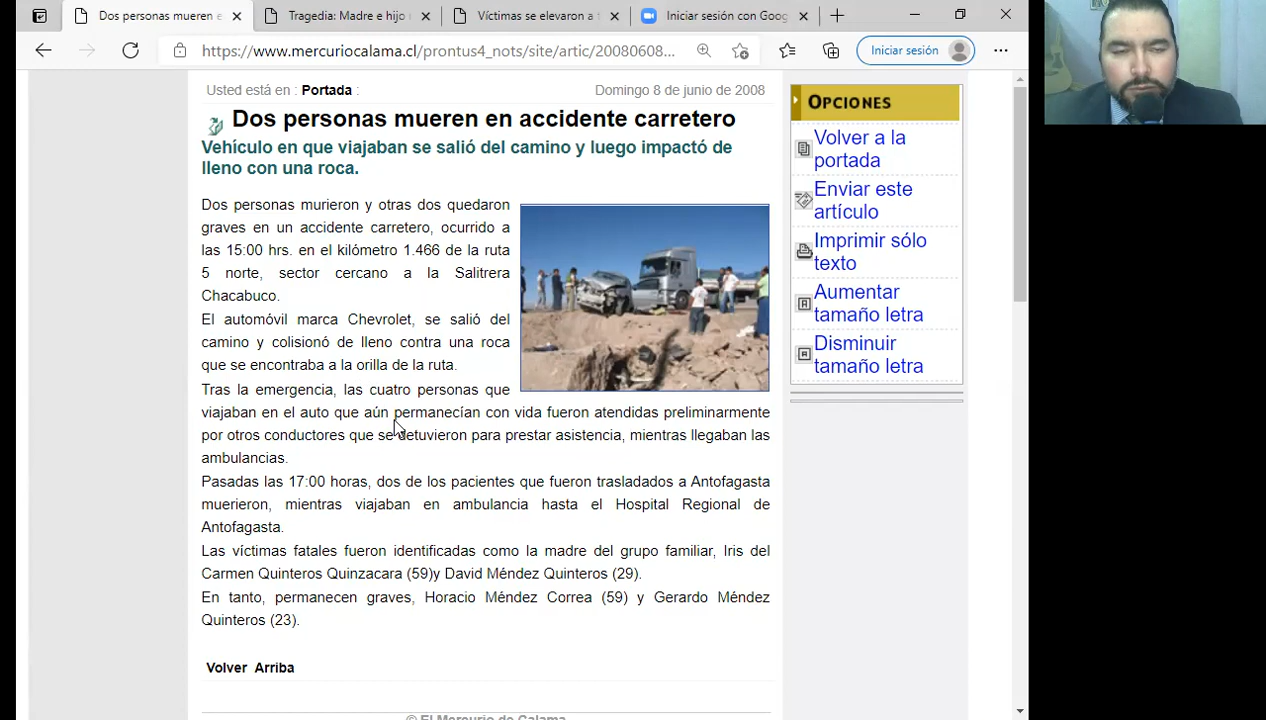 Dos personas mueren e
Tragedia: Madre e hijo
Víctimas se elevaron a
Iniciar sesión con Goog
https://www.mercuriocalama.cl/prontus4_nots/site/artic/20080608...
Iniciar sesión
Usted está en : Portada :
Domingo 8 de junio de 2008
Dos personas mueren en accidente carretero
Vehículo en que viajaban se salió del camino y luego impactó de
lleno con una roca.
Dos personas murieron y otras dos quedaron
graves en un accidente carretero, ocurrido a
las 15:00 hrs. en el kilómetro 1.466 de la ruta
5 norte, sector cercano a la Salitrera
Chacabuco.
El automóvil marca Chevrolet, se salió del
camino y colisionó de lleno contra una roca
que se encontraba a la orilla de la ruta.
Tras la emergencia, las cuatro personas que
viajaban en el auto que aún permanecían con vida fueron atendidas preliminarmente
por otros conductores que se detuvieron para prestar asistencia, mientras llegaban las
ambulancias.
Pasadas las 17:00 horas, dos de los pacientes que fueron trasladados a Antofagasta
muerieron, mientras viajaban en ambulancia hasta el Hospital Regional de
Antofagasta.
Las víctimas fatales fueron identificadas como la madre del grupo familiar, Iris del
Carmen Quinteros Quinzacara (59)y David Méndez Quinteros (29).
En tanto, permanecen graves, Horacio Méndez Correa (59) y Gerardo Méndez
Quinteros (23).
Volver Arriba
© El Mercurio de Calama
OPCIONES
Volver a la
portada
Enviar este
artículo
Imprimir sólo
texto
Aumentar
tamaño letra
Disminuir
tamaño letra